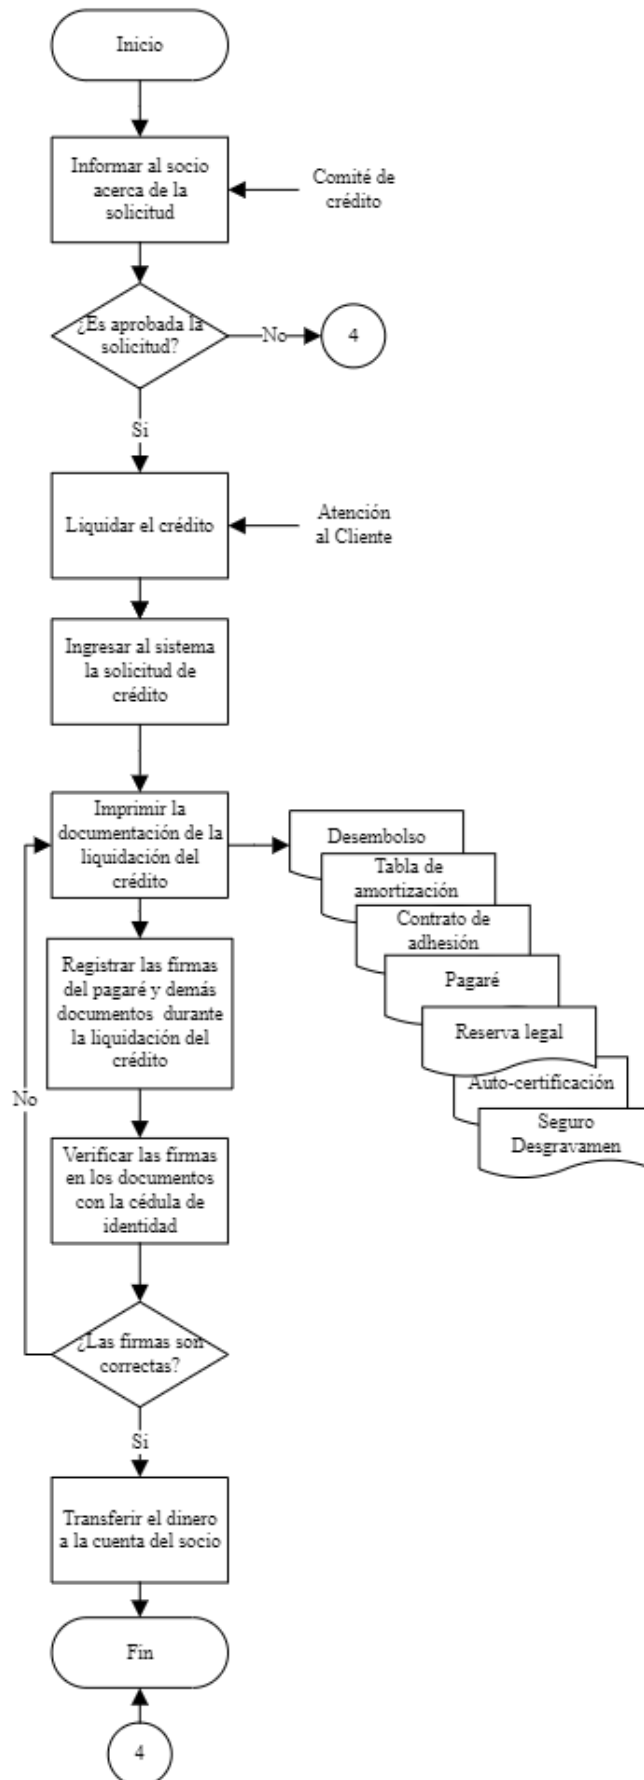 Inicio
Informar al socio
acerca de la
solicitud
Comité de
crédito
¿Es aprobada la
solicitud?
No
4
Si
Liquidar el crédito
Atención
al Cliente
Ingresar al sistema
la solicitud de
crédito
Imprimir la
documentación de la
liquidación del
crédito
Desembolso
Tabla de
amortización
Contrato de
adhesión
Pagaré
Reserva legal
Auto-certificación
Seguro
Desgravamen
Registrar las firmas
del pagaré y demás
documentos durante
la liquidación del
crédito
No
Verificar las firmas
en los documentos
con la cédula de
identidad
¿Las firmas son
correctas?
Si
Transferir el dinero
a la cuenta del socio
Fin
4